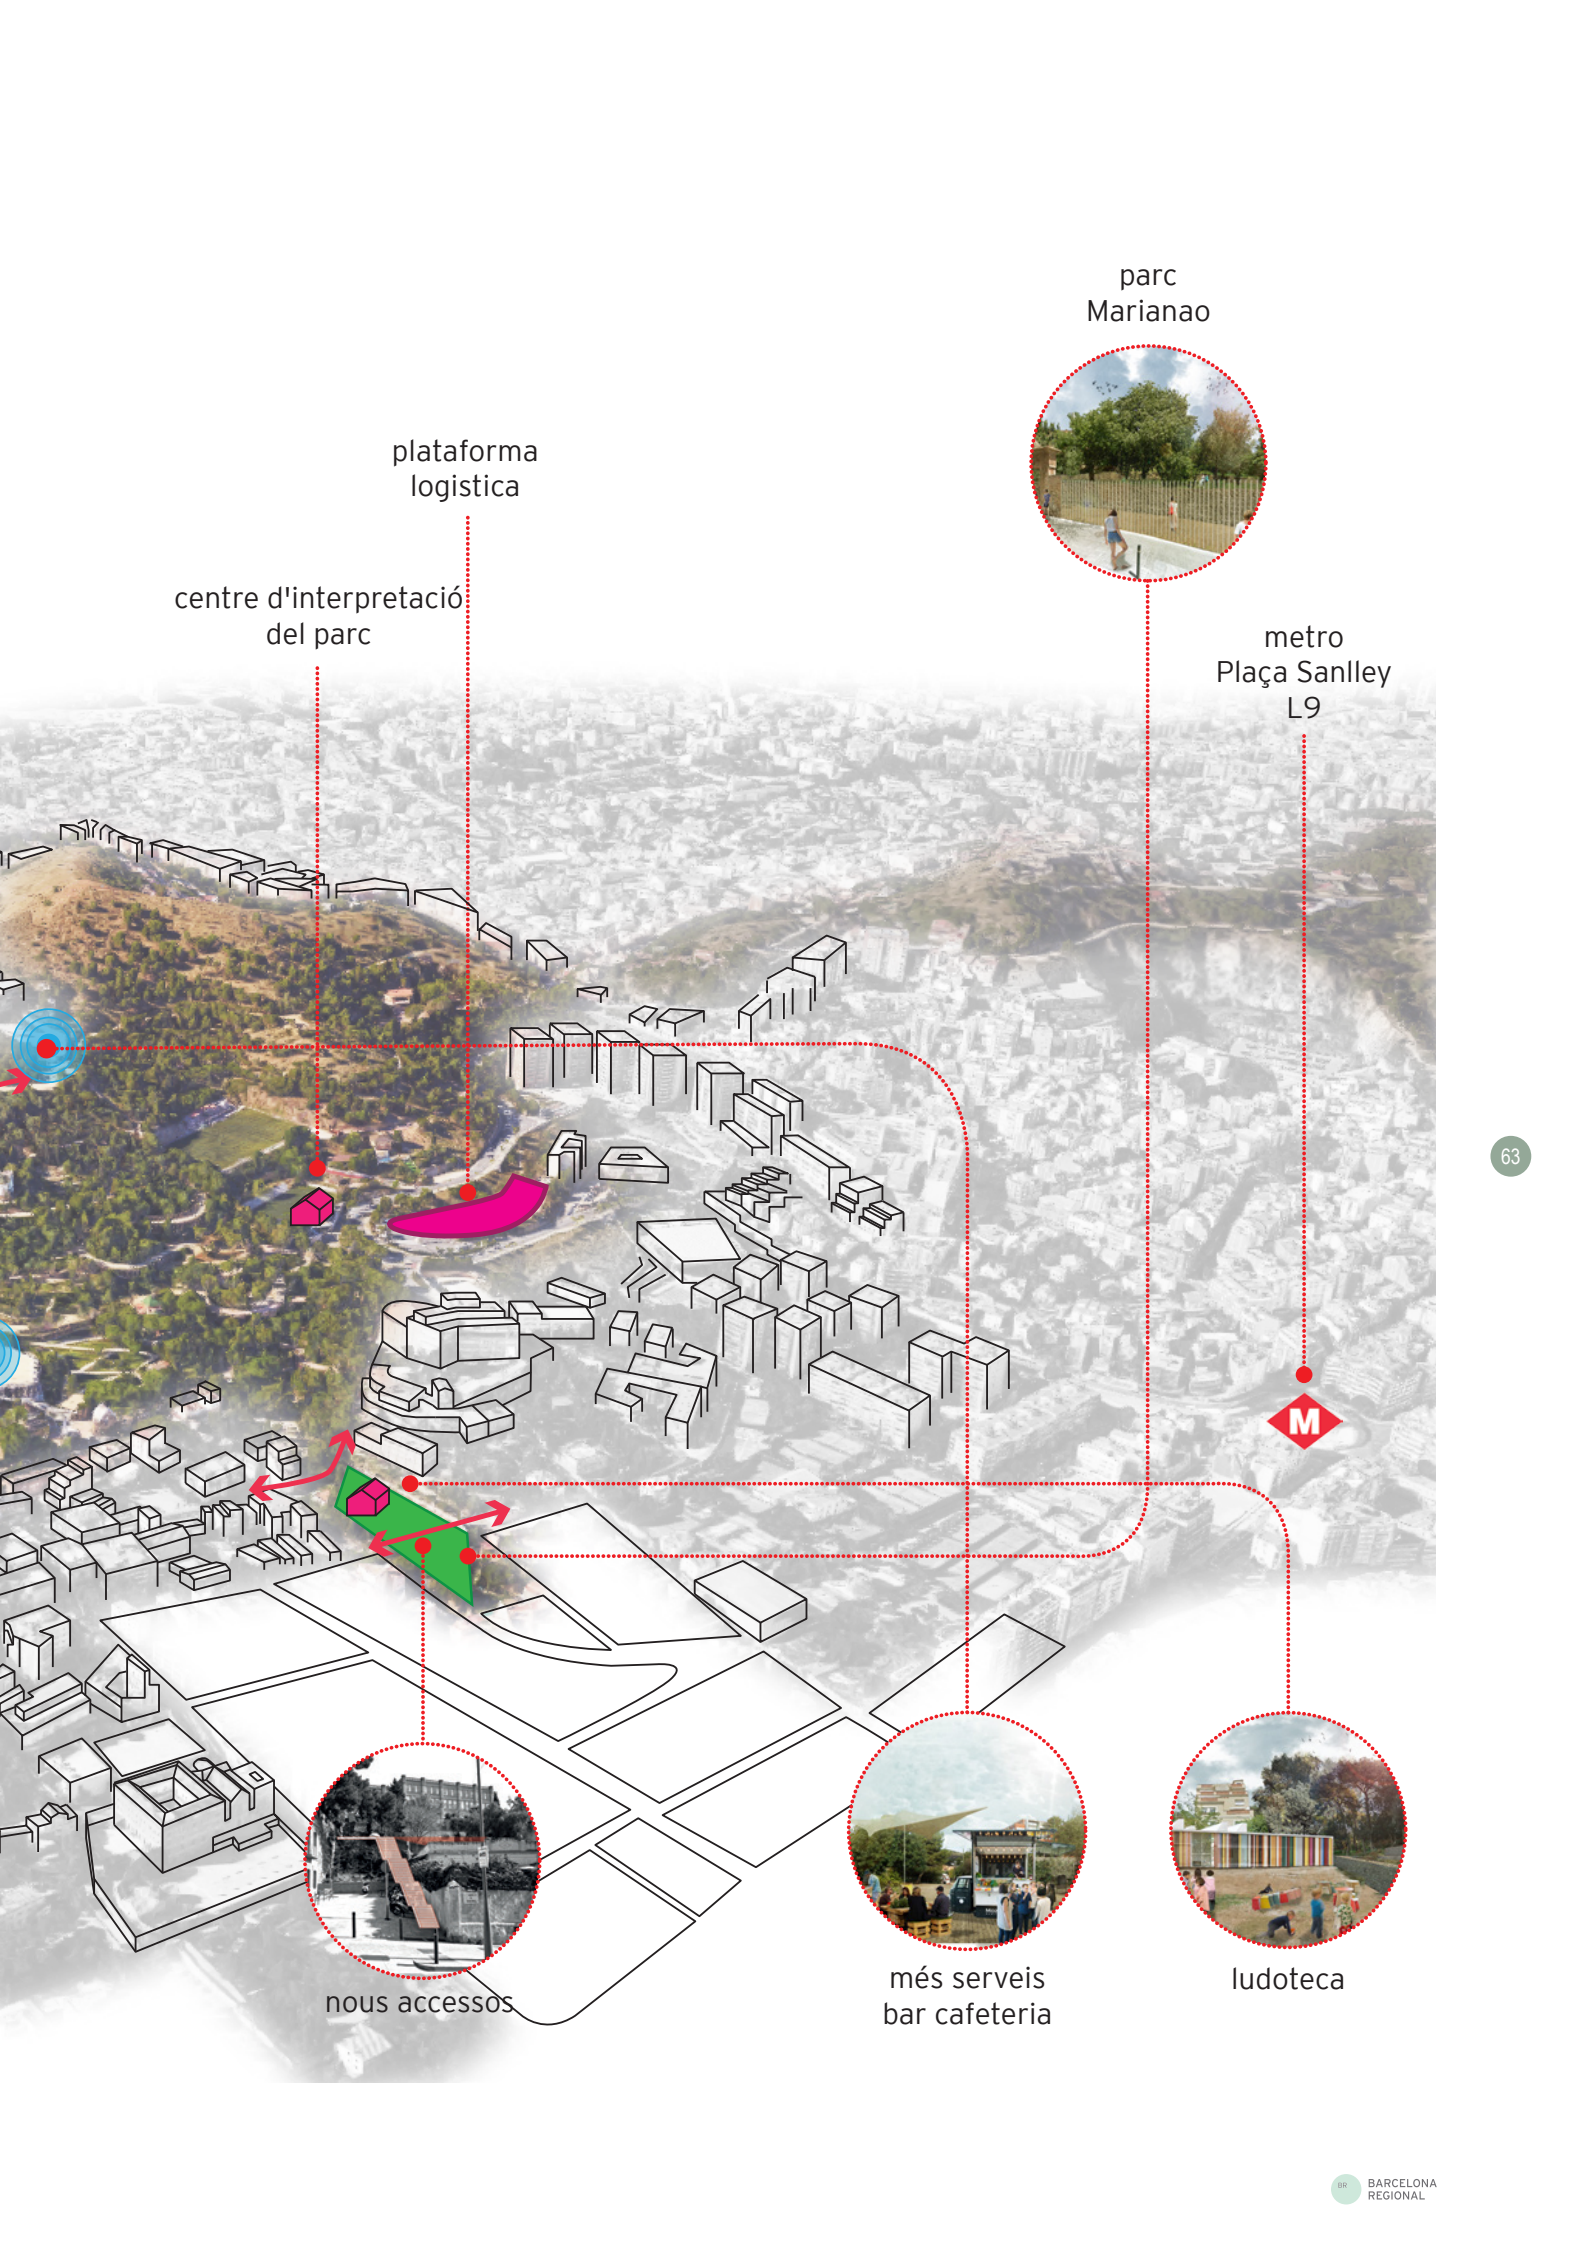 parc
Marianao
plataforma
logistica
centre d'interpretació
del parc
metro
Plaça Sanlley
L9
63
M
nous accessos
més serveis
bar cafeteria
ludoteca
BR
BARCELONA
REGIONAL